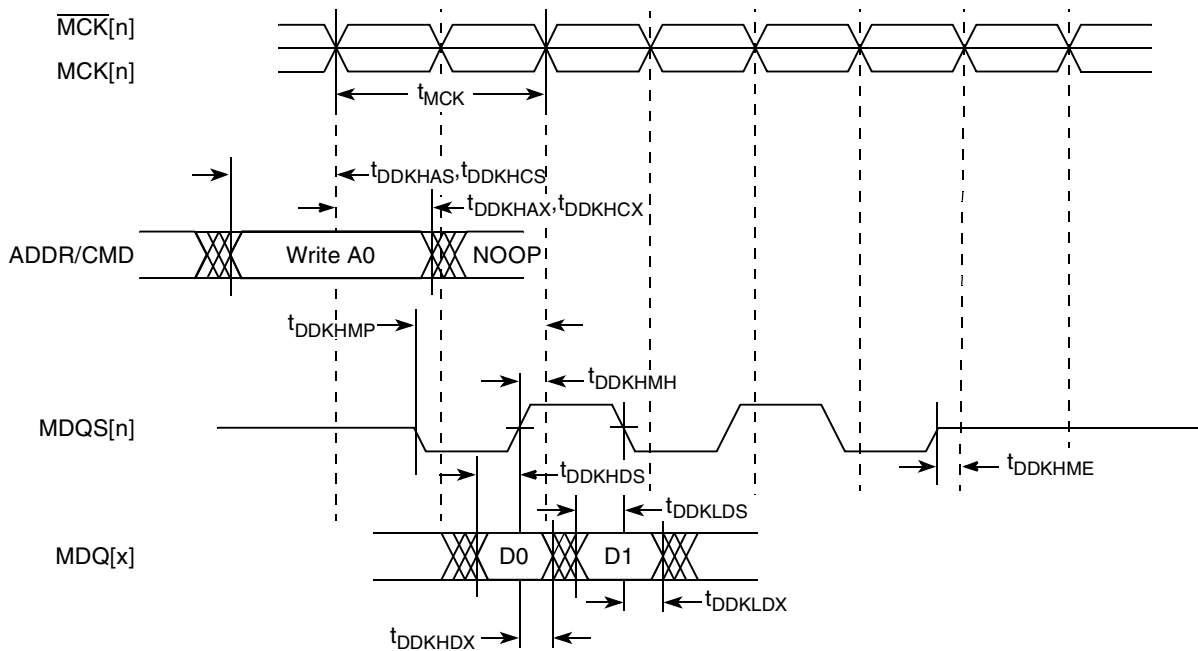 MCK[n]
MCK[n]
tMCK
tDDKHAS,tDDKHCS
tDDKHAX,tDDKHCX
ADDR/CMD
Write A0
NOOP
tDDKHMP
tDDKHMH
MDQS[n]
tDDKHDS
tDDKHME
tDDKLDS
MDQ[x]
D0
D1
tDDKLDX
tDDKHDX